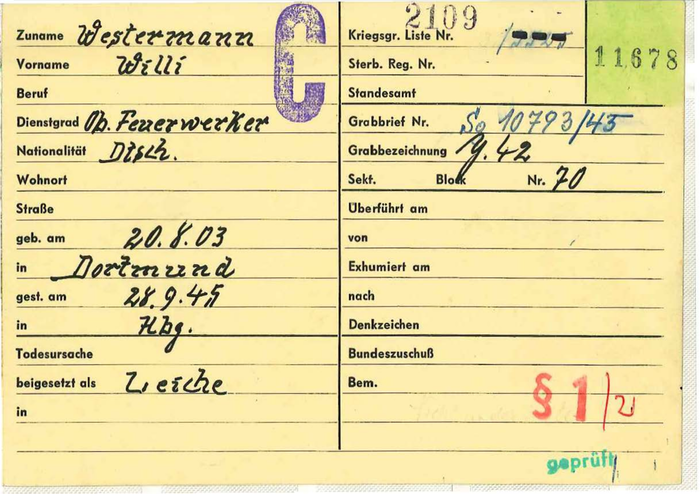 C
2109
11678
Zuname Westermann
Vorname Willi
Beruf
Dienstgrad Ob. Feuerwerker
Nationalität Dtsch.
Wohnort
Straße
geb. am 20.8.03
in Dortmund
gest. am 28.9.45
in Hbg.
Todesursache
beigesetzt als Leiche
in
Kriegsgr. Liste Nr.
Sterb. Reg. Nr.
Standesamt
Grabbrief Nr. So 10793/45
Grabbezeichnung Y. 42
Sekt. Block Nr. 70
Überführt am
von
Exhumiert am
nach
Denkzeichen
Bundeszuschuß
Bem.
§ 1/2
geprüft